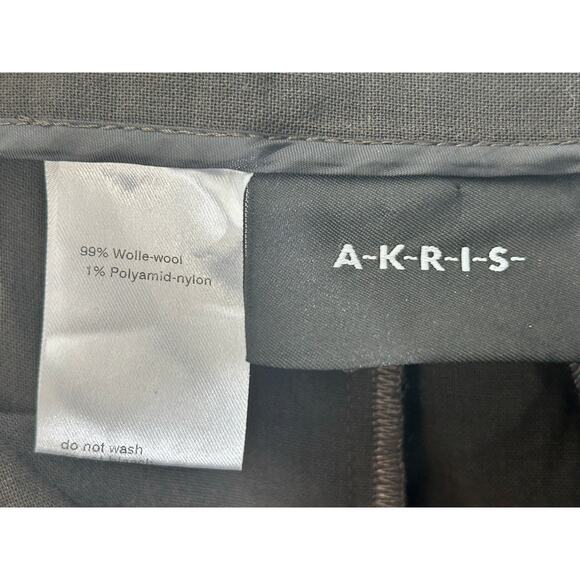 99% Wolle-wool
1% Polyamid-nylon
A~K~R~I~S~
do not wash